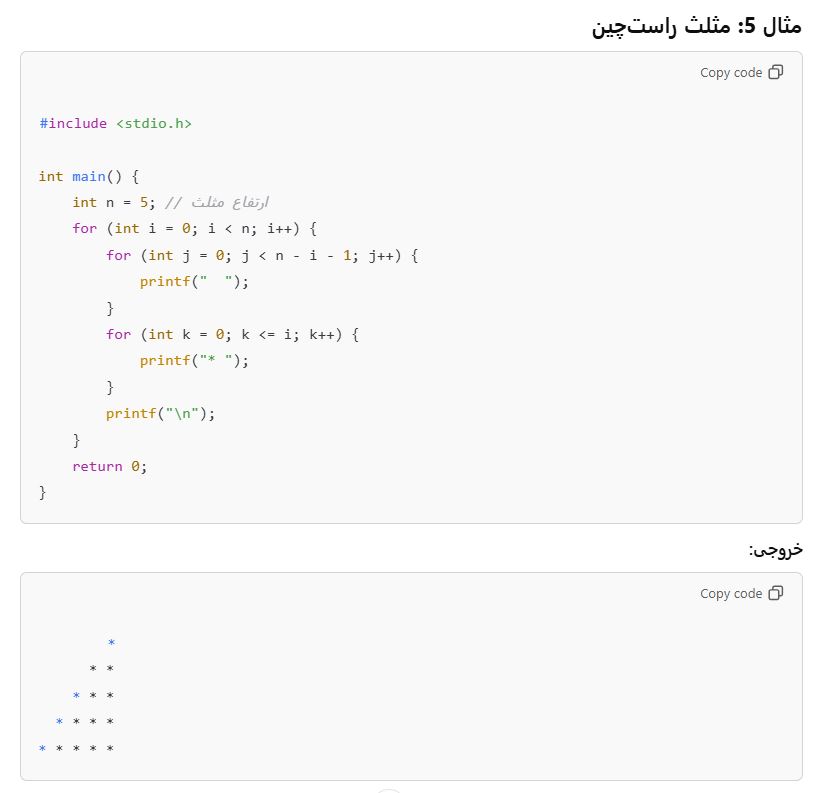 مثال 5: مثلث راست‌چین
Copy code
#include <stdio.h>
int main() {
    int n = 5; // ارتفاع مثلث
    for (int i = 0; i < n; i++) {
        for (int j = 0; j < n - i - 1; j++) {
            printf("  ");
        }
        for (int k = 0; k <= i; k++) {
            printf("* ");
        }
        printf("\n");
    }
    return 0;
}
خروجی:
Copy code
        *
      * *
    * * *
  * * * *
* * * * *